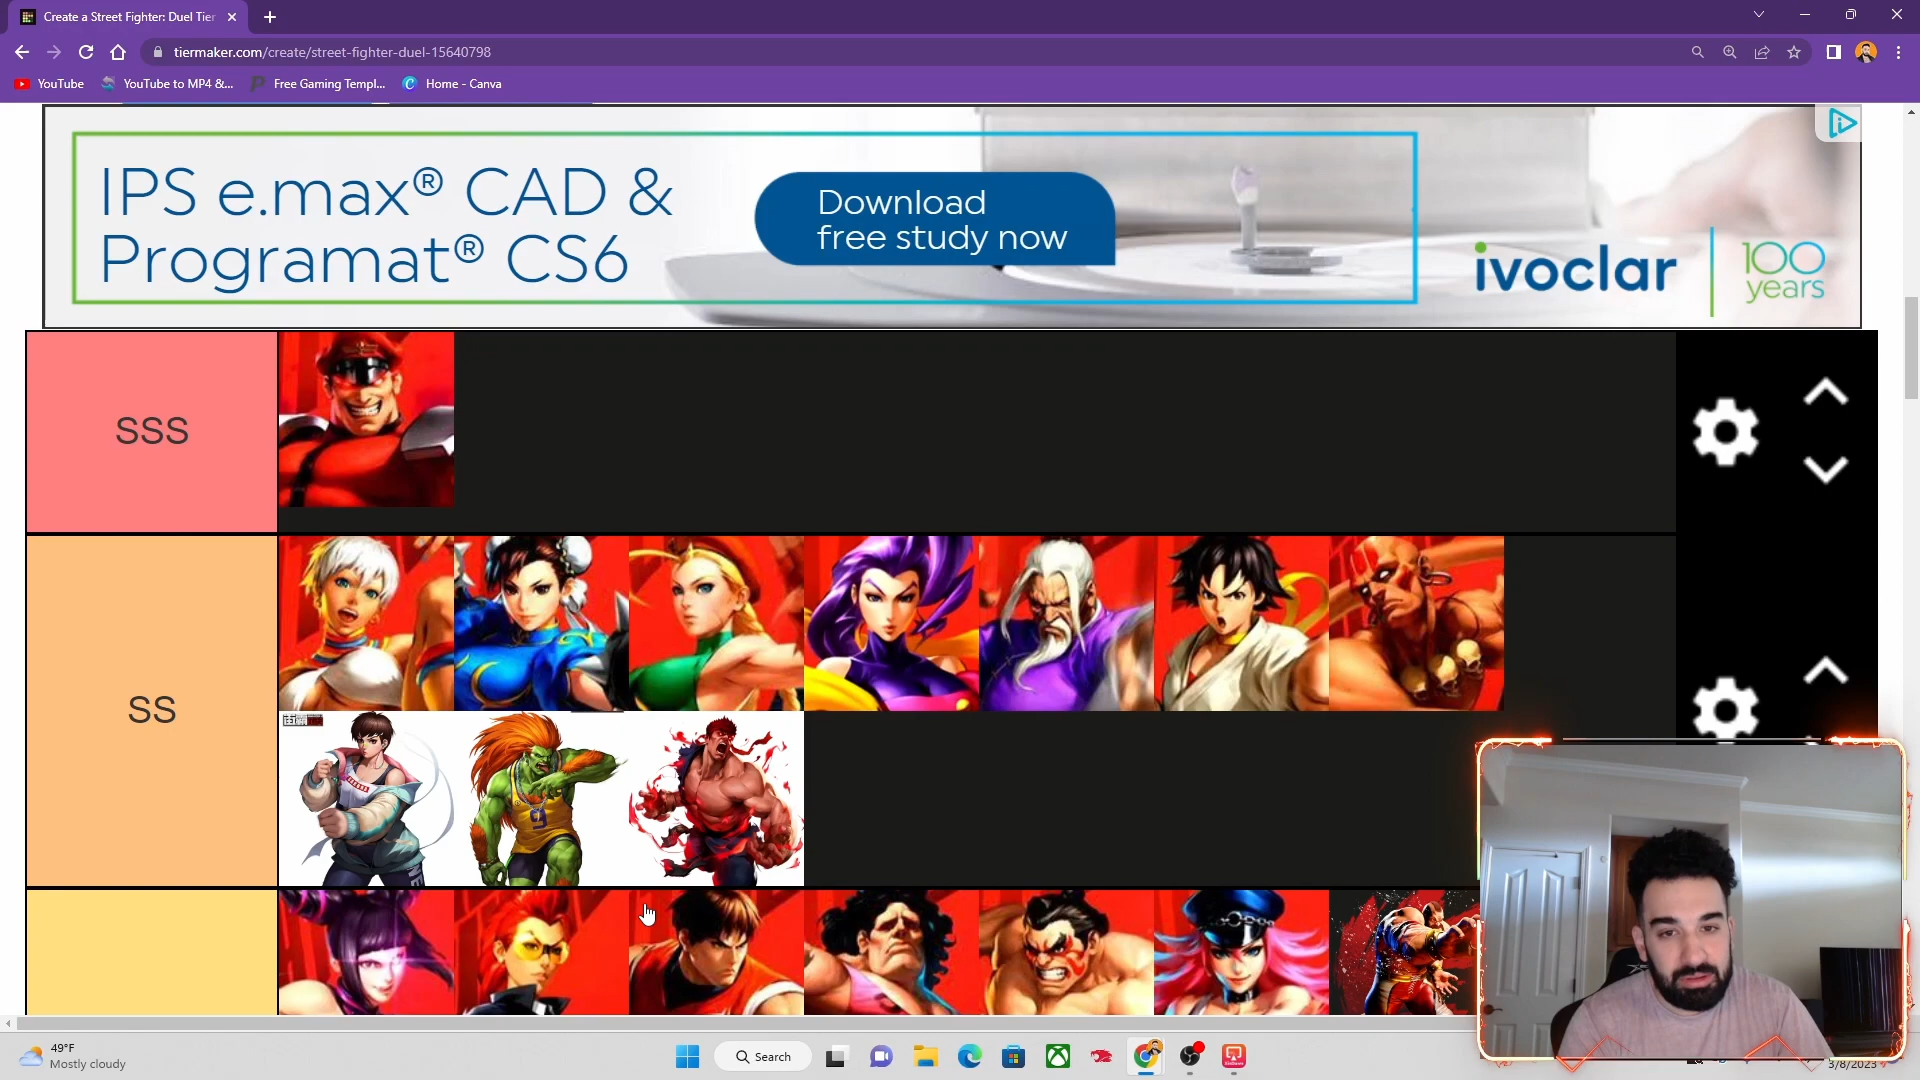 Create a Street Fighter: Duel Tier
tiermaker.com/create/street-fighter-duel-15640798
YouTube
YouTube to MP4 &...
Free Gaming Templ...
Home - Canva
IPS e.max® CAD &
Programat® CS6
Download
free study now
ivoclar
100
years
SSS
SS
9
49°F
Mostly cloudy
Search
3/8/2023